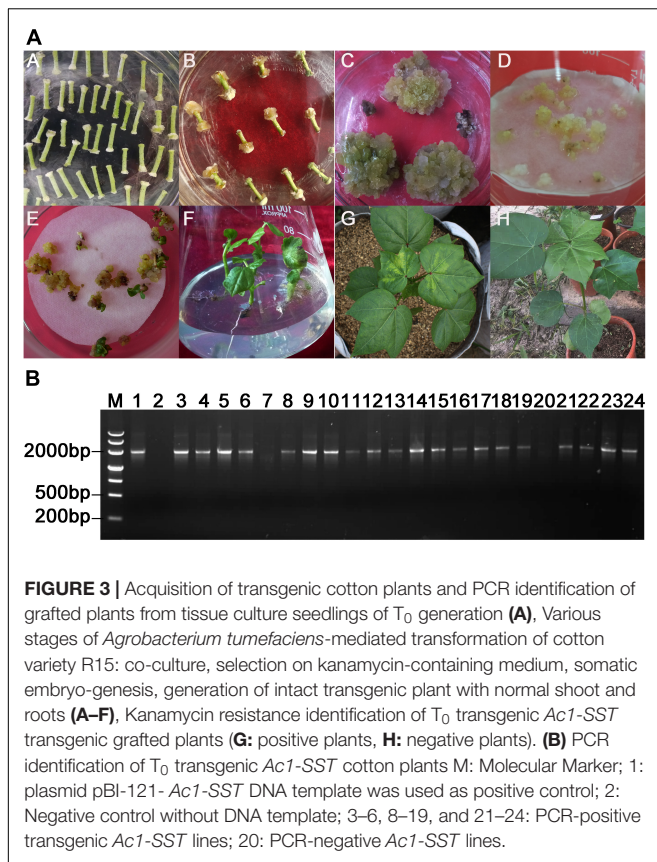 A
A B C D
1000
E F G H
100
80
B
M 1 2 3 4 5 6 7 8 9 10 11 12 13 14 15 16 17 18 19 20 21 22 23 24
2000bp
500bp
200bp
FIGURE 3 | Acquisition of transgenic cotton plants and PCR identification of
grafted plants from tissue culture seedlings of T0 generation (A), Various
stages of Agrobacterium tumefaciens-mediated transformation of cotton
variety R15: co-culture, selection on kanamycin-containing medium, somatic
embryo-genesis, generation of intact transgenic plant with normal shoot and
roots (A–F), Kanamycin resistance identification of T0 transgenic Ac1-SST
transgenic grafted plants (G: positive plants, H: negative plants). (B) PCR
identification of T0 transgenic Ac1-SST cotton plants M: Molecular Marker; 1:
plasmid pBI-121- Ac1-SST DNA template was used as positive control; 2:
Negative control without DNA template; 3–6, 8–19, and 21–24: PCR-positive
transgenic Ac1-SST lines; 20: PCR-negative Ac1-SST lines.